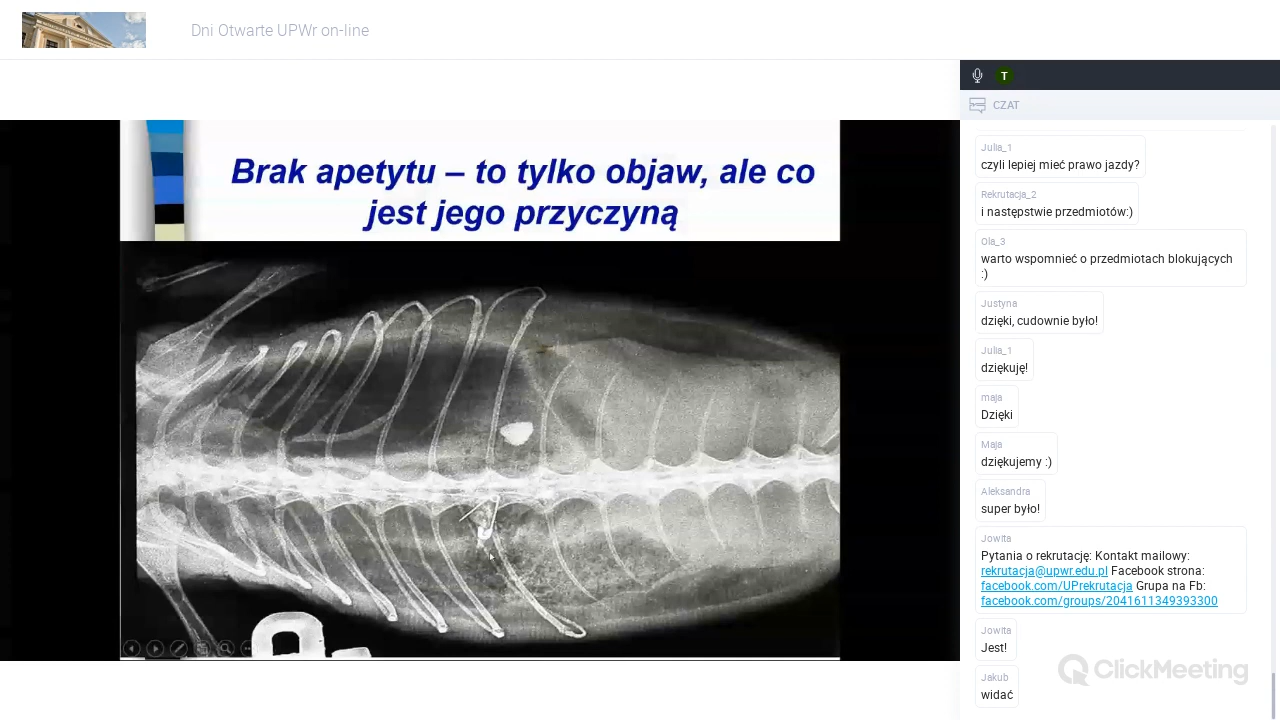 Dni Otwarte UPWr on-line
T
CZAT
Brak apetytu – to tylko objaw, ale co
jest jego przyczyną
Julia_1
czyli lepiej mieć prawo jazdy?
Rekrutacja_2
i następstwie przedmiotów:)
Ola_3
warto wspomnieć o przedmiotach blokujących
:)
Justyna
dzięki, cudownie było!
Julia_1
dziękuję!
maja
Dzięki
Maja
dziękujemy :)
Aleksandra
super było!
Jowita
Pytania o rekrutację: Kontakt mailowy:
rekrutacja@upwr.edu.pl Facebook strona:
facebook.com/UPrekrutacja Grupa na Fb:
facebook.com/groups/2041611349393300
Jowita
Jest!
Jakub
widać
ClickMeeting